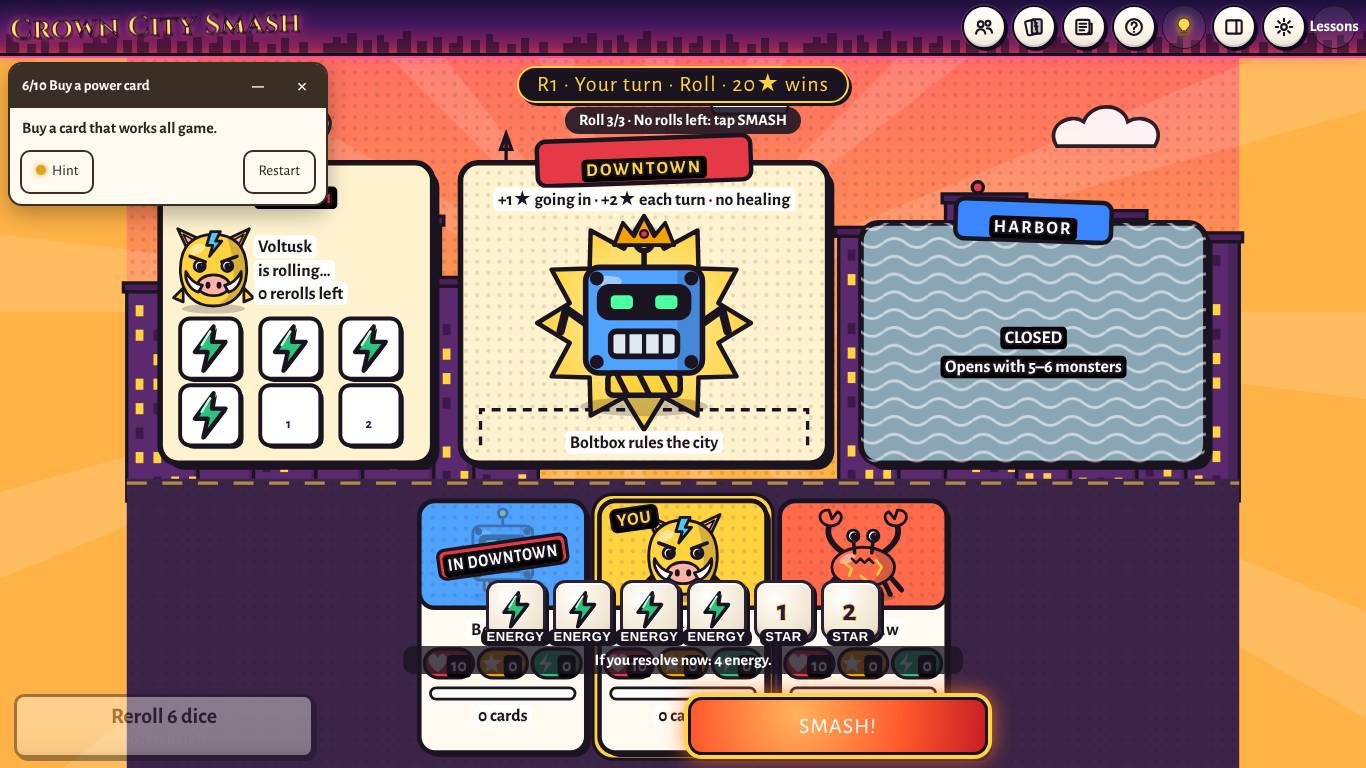 Crown City Smash
Lessons
6/10 Buy a power card
Buy a card that works all game.
Hint
Restart
R1 · Your turn · Roll · 20★ wins
Roll 3/3 · No rolls left: tap SMASH
Voltusk
is rolling…
0 rerolls left
1
2
DOWNTOWN
+1★ going in · +2★ each turn · no healing
Boltbox rules the city
HARBOR
CLOSED
Opens with 5–6 monsters
IN DOWNTOWN
YOU
1
2
ENERGY
ENERGY
ENERGY
ENERGY
STAR
STAR
If you resolve now: 4 energy.
10
0
0
10
0
0
0 cards
Reroll 6 dice
SMASH!